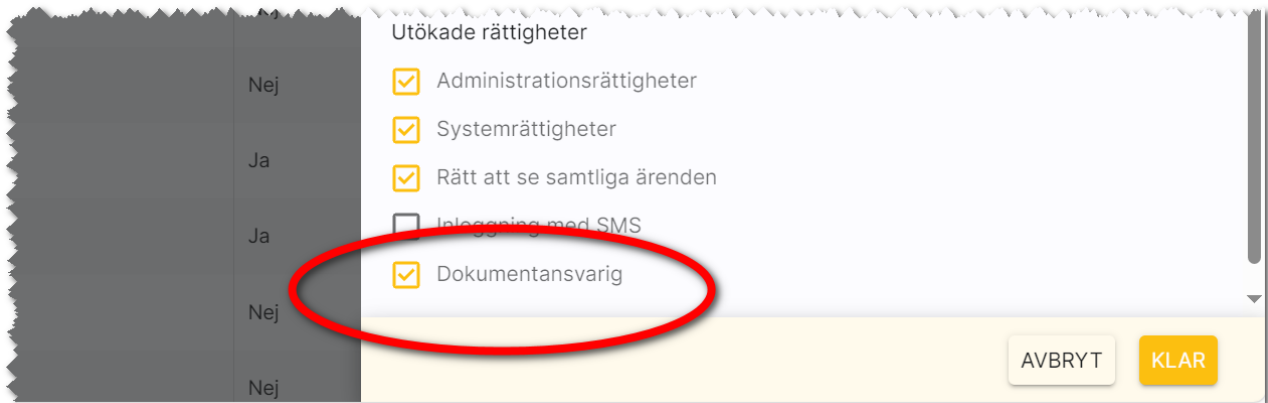 Utökade rättigheter
Nej
Administrationsrättigheter
Systemrättigheter
Ja
Rätt att se samtliga ärenden
Ja
Inloggning med SMS
Dokumentansvarig
Nej
AVBRYT
KLAR
Nej